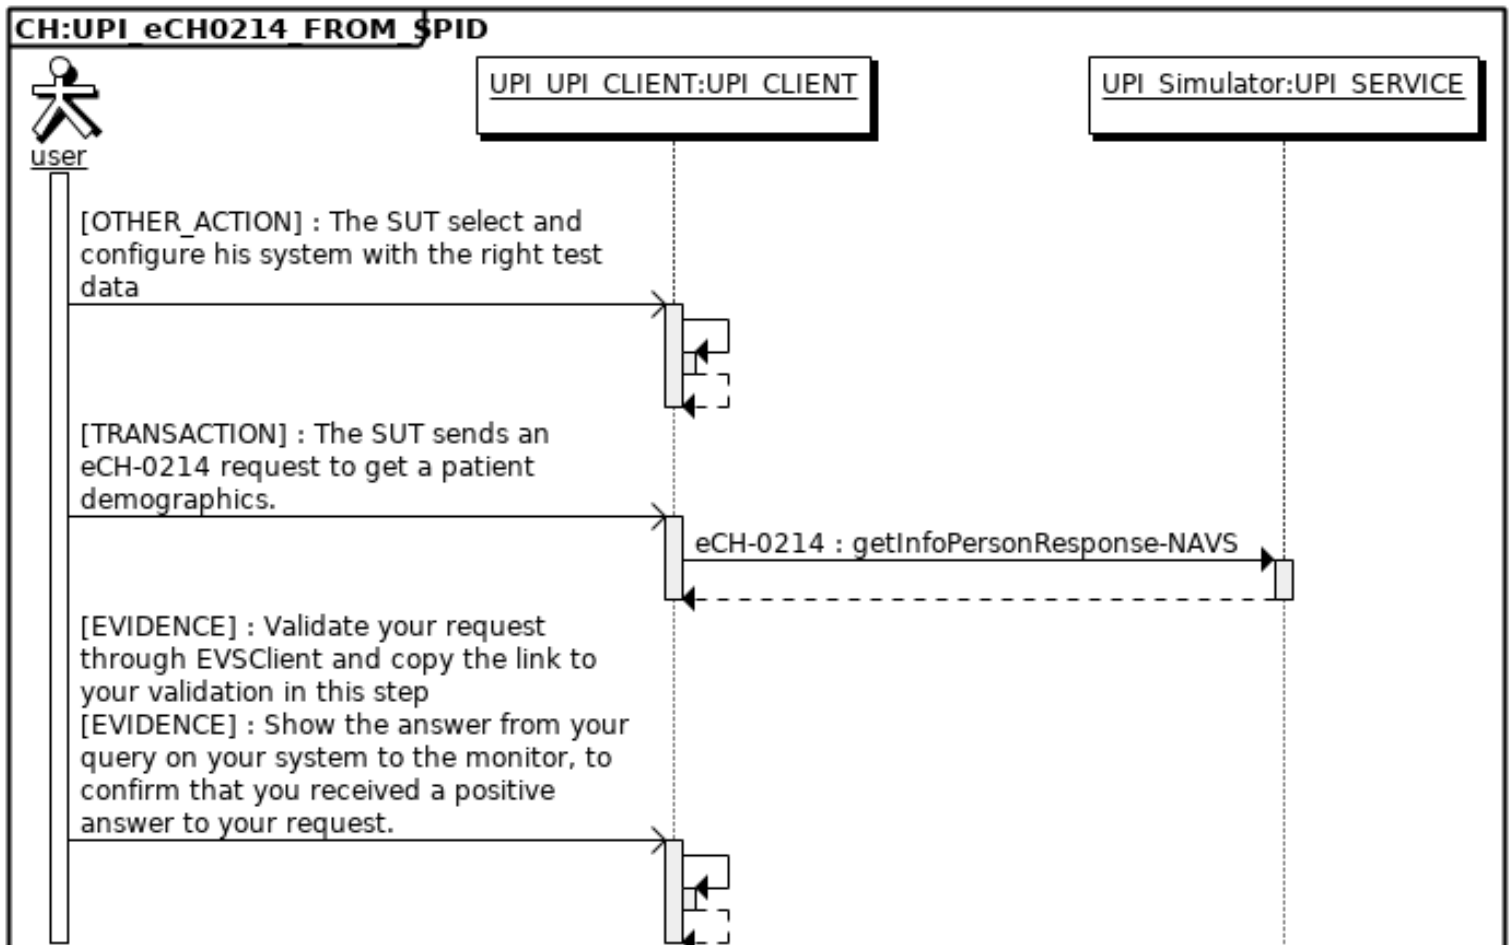 CH:UPI_eCH0214_FROM_SPID
UPI_UPI_CLIENT:UPI_CLIENT
UPI_Simulator:UPI_SERVICE
user
[OTHER_ACTION] : The SUT select and
configure his system with the right test
data
[TRANSACTION] : The SUT sends an
eCH-0214 request to get a patient
demographics.
eCH-0214 : getInfoPersonResponse-NAVS
[EVIDENCE] : Validate your request
through EVSClient and copy the link to
your validation in this step
[EVIDENCE] : Show the answer from your
query on your system to the monitor, to
confirm that you received a positive
answer to your request.